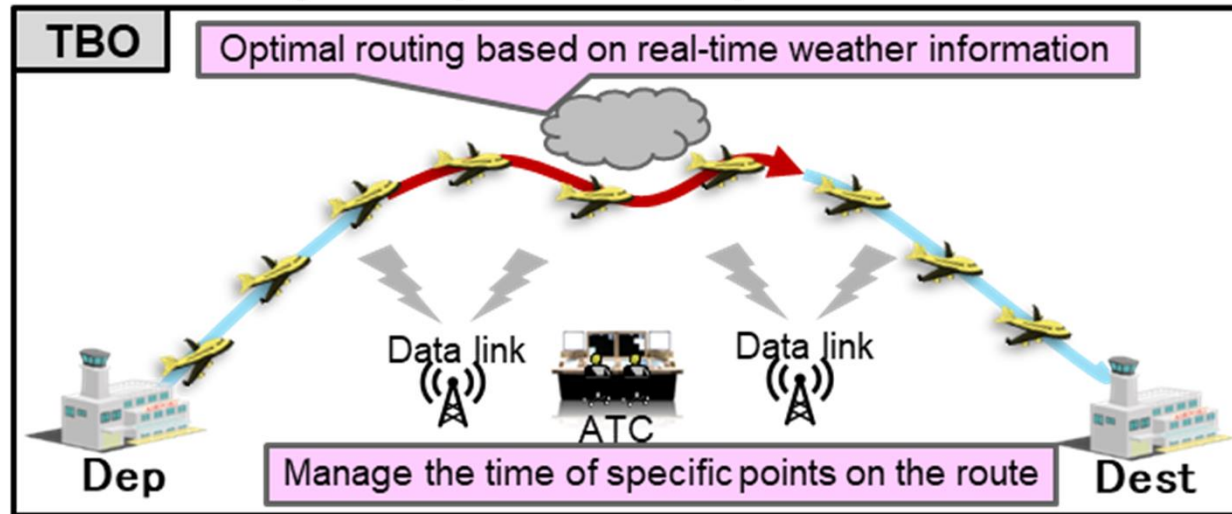 TBO
Optimal routing based on real-time weather information
Data link
Data link
ATC
Dep
Manage the time of specific points on the route
Dest